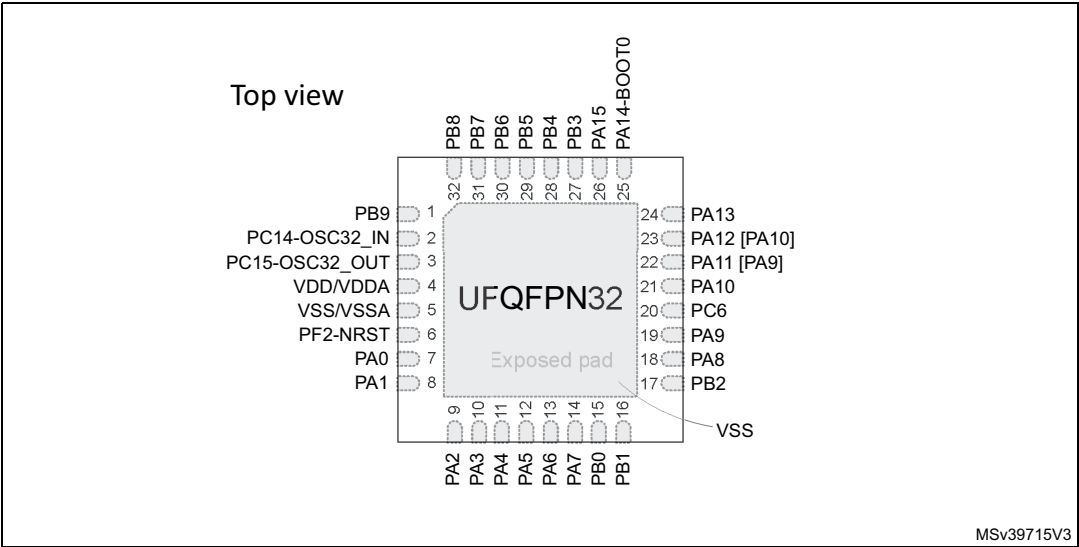 Top view
PB8
PB7
PB6
PB5
PB4
PB3
PA15
PA14-BOOT0
32
31
30
29
28
27
26
25
PB9 1
PC14-OSC32_IN 2
PC15-OSC32_OUT 3
VDD/VDDA 4
VSS/VSSA 5
PF2-NRST 6
PA0 7
PA1 8
UFQFPN32
Exposed pad
24 PA13
23 PA12 [PA10]
22 PA11 [PA9]
21 PA10
20 PC6
19 PA9
18 PA8
17 PB2
VSS
9
10
11
12
13
14
15
16
PA2
PA3
PA4
PA5
PA6
PA7
PB0
PB1
MSv39715V3